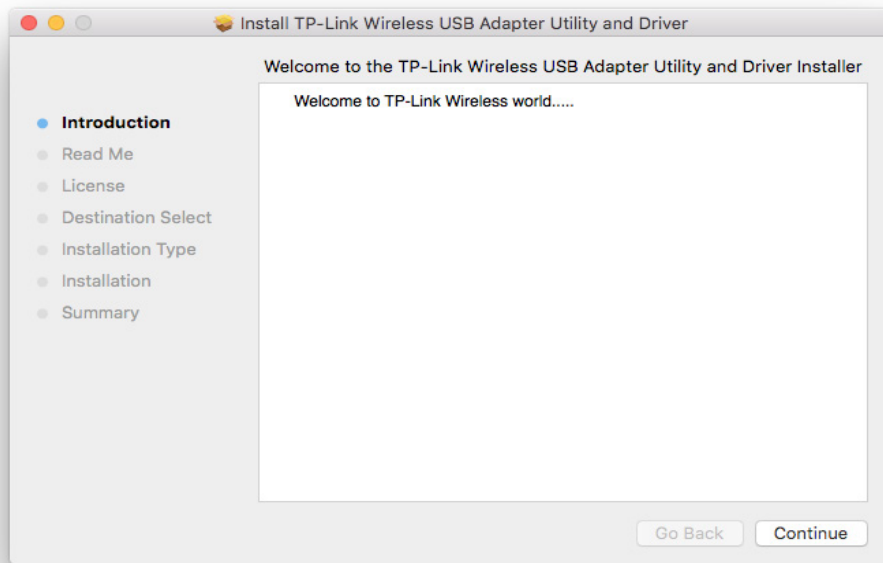 Install TP-Link Wireless USB Adapter Utility and Driver
Welcome to the TP-Link Wireless USB Adapter Utility and Driver Installer
Welcome to TP-Link Wireless world.....
Introduction
Read Me
License
Destination Select
Installation Type
Installation
Summary
Go Back
Continue